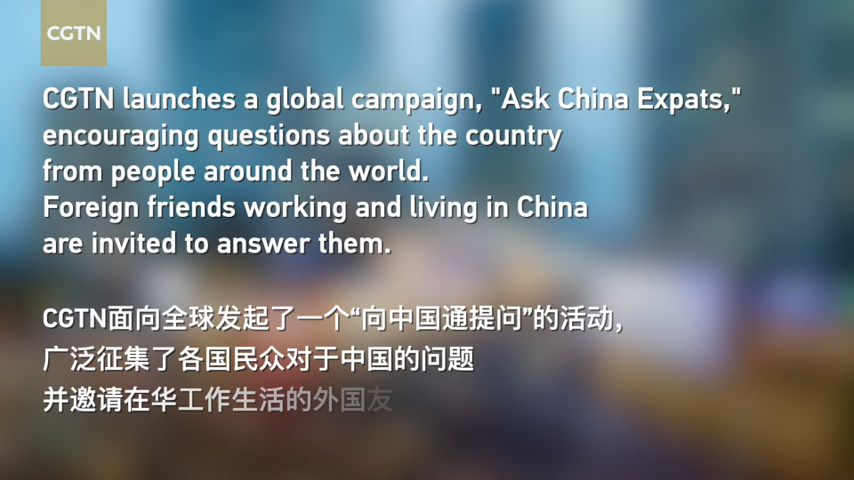 CGTN
CGTN launches a global campaign, "Ask China Expats,"
encouraging questions about the country
from people around the world.
Foreign friends working and living in China
are invited to answer them.
CGTN面向全球发起了一个“向中国通提问”的活动，
广泛征集了各国民众对于中国的问题
并邀请在华工作生活的外国友